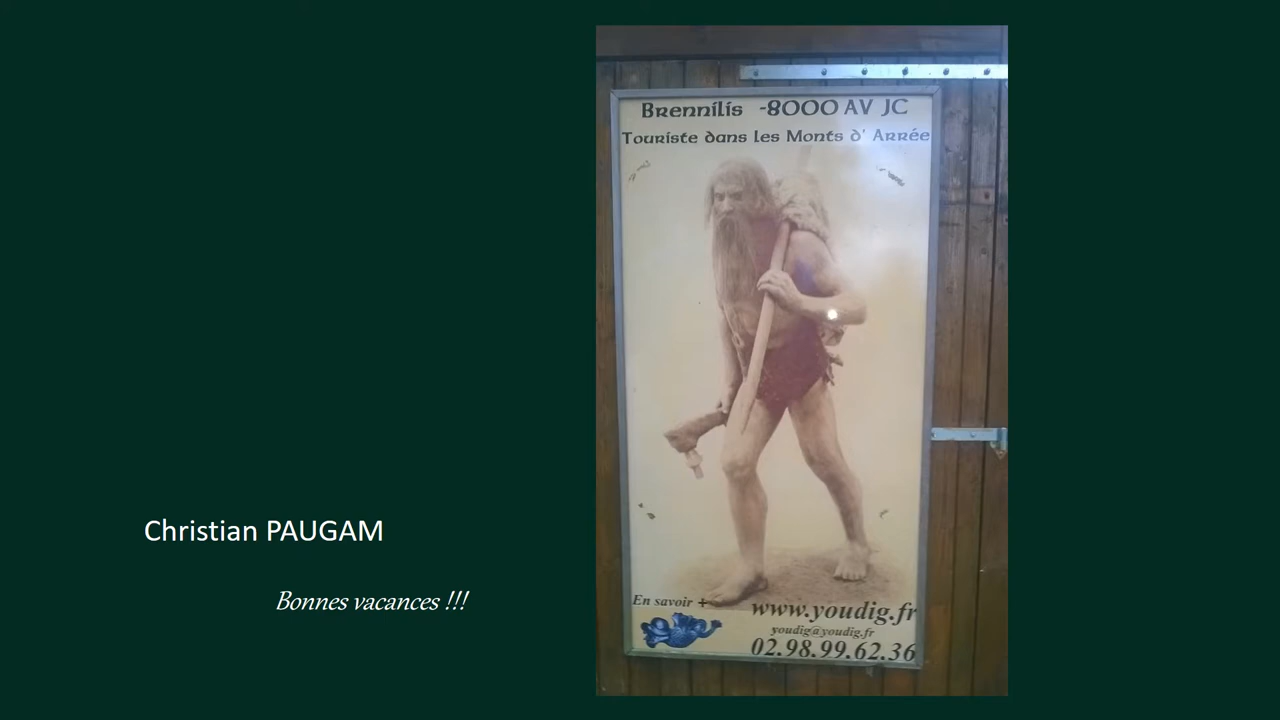 Brennilis -8000 AV JC
Touriste dans les Monts d' Arrée
En savoir +
www.youdig.fr
youdig@youdig.fr
02.98.99.62.36
Christian PAUGAM
Bonnes vacances !!!